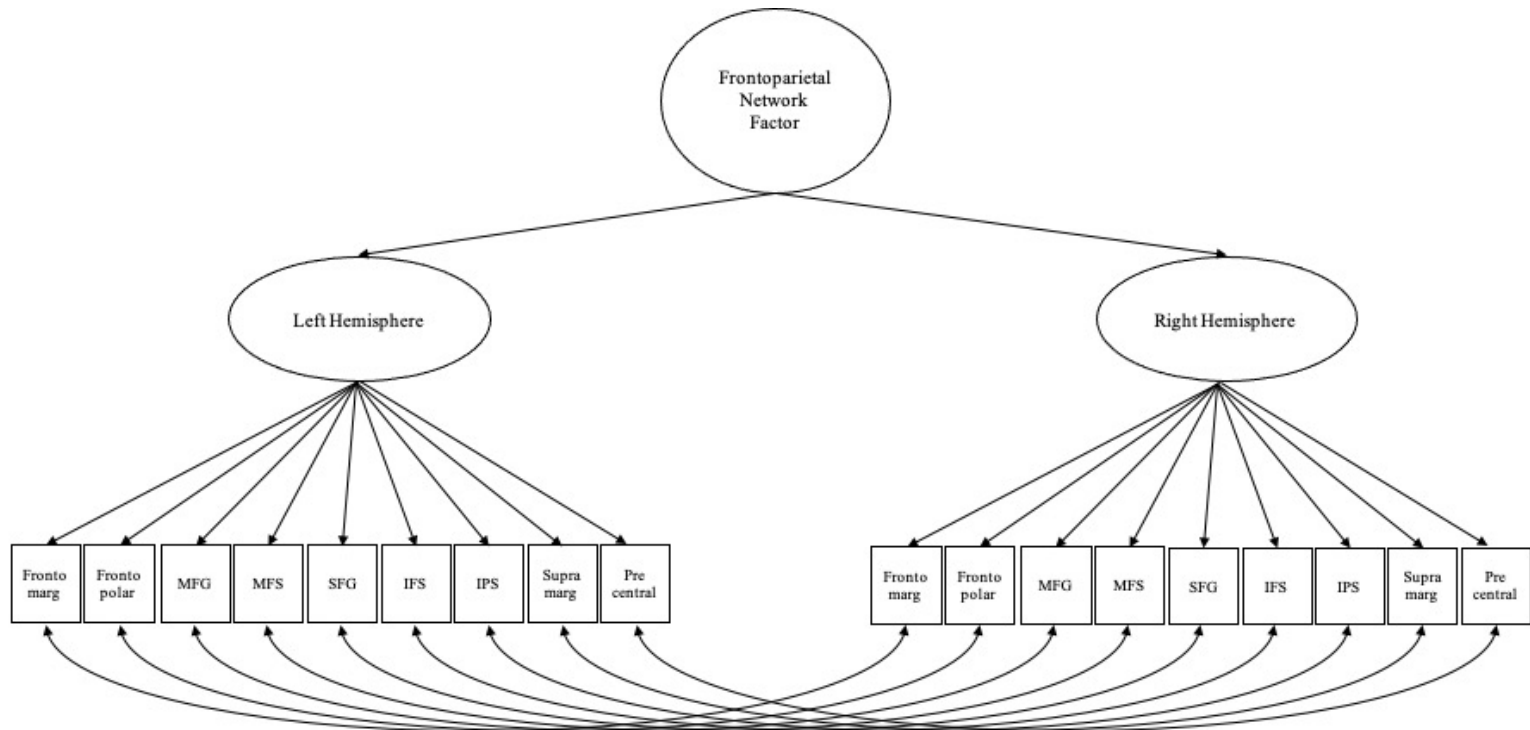 Frontoparietal
Network
Factor
Left Hemisphere
Right Hemisphere
Fronto
marg
Fronto
polar
MFG
MFS
SFG
IFS
IPS
Supra
marg
Pre
central
Fronto
marg
Fronto
polar
MFG
MFS
SFG
IFS
IPS
Supra
marg
Pre
central